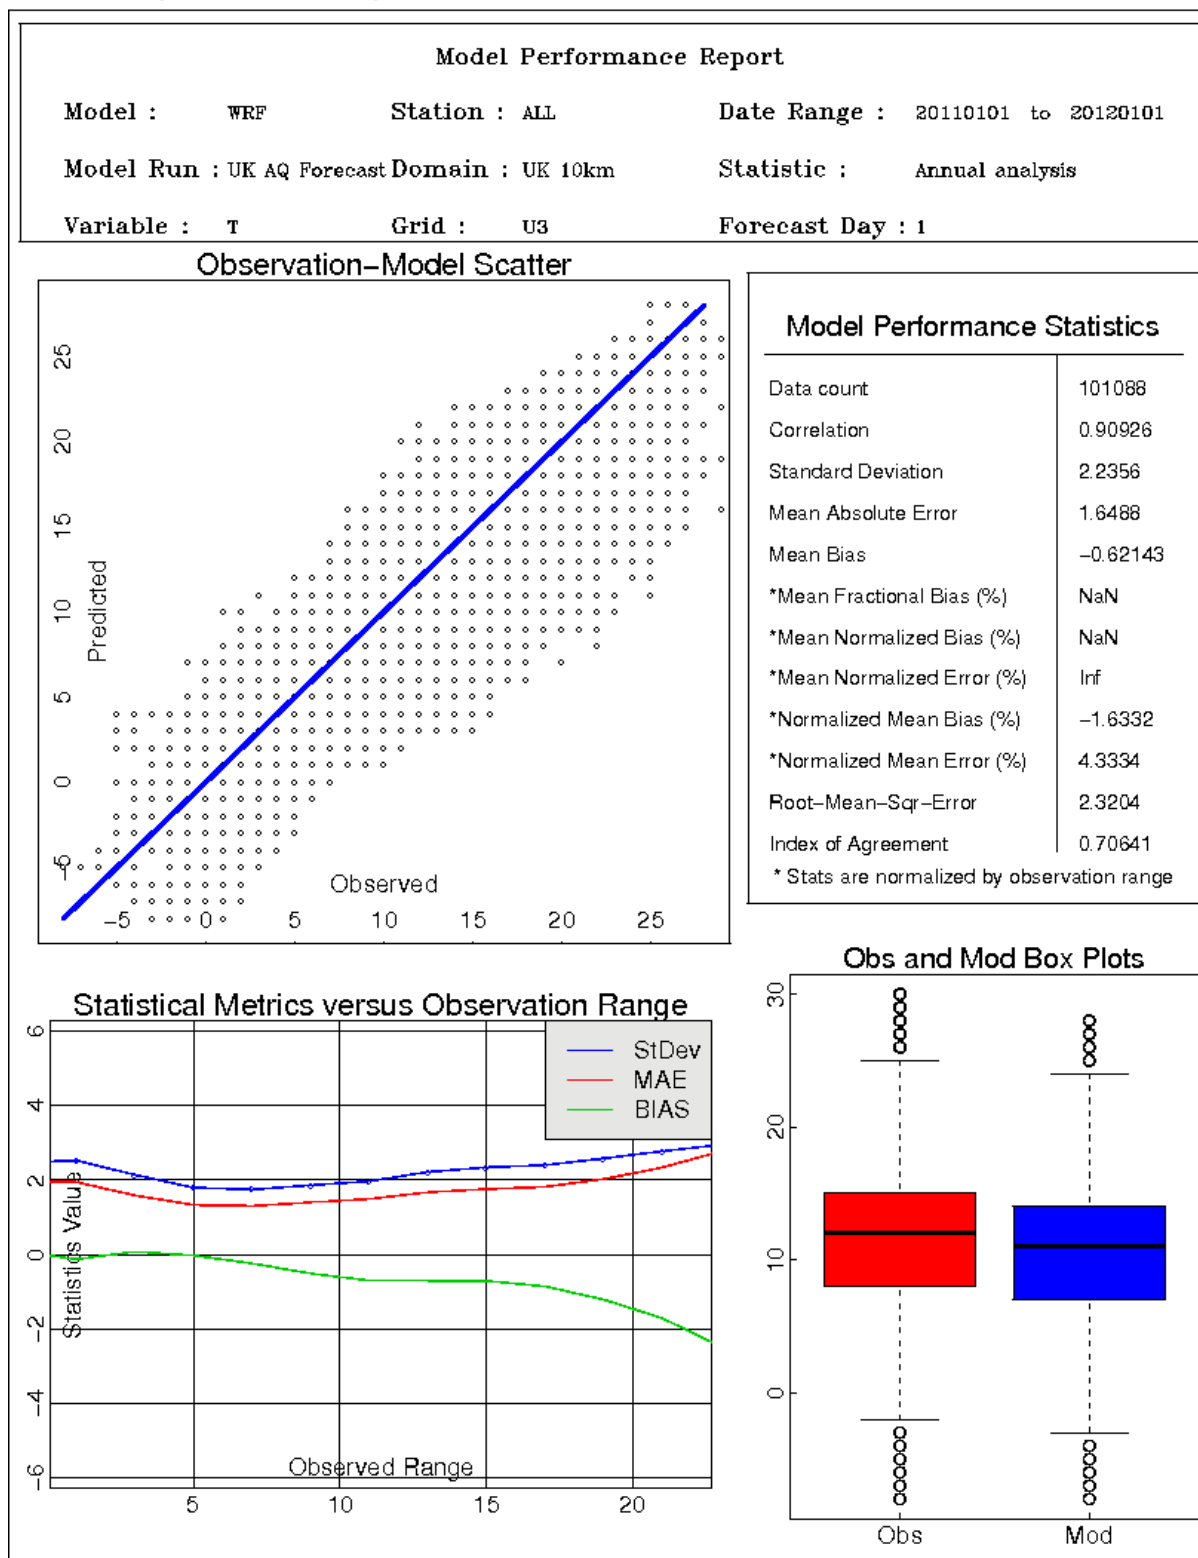 Model Performance Report
Model : WRF Station : ALL Date Range : 20110101 to 20120101
Model Run : UK AQ Forecast Domain : UK 10km Statistic : Annual analysis
Variable : T Grid : U3 Forecast Day : 1
Observation-Model Scatter
25
20
15
10
5
0
-5
Predicted
Observed
-5 0 5 10 15 20 25
Model Performance Statistics
Data count 101088
Correlation 0.90926
Standard Deviation 2.2356
Mean Absolute Error 1.6488
Mean Bias -0.62143
*Mean Fractional Bias (%) NaN
*Mean Normalized Bias (%) NaN
*Mean Normalized Error (%) Inf
*Normalized Mean Bias (%) -1.6332
*Normalized Mean Error (%) 4.3334
Root-Mean-Sqr-Error 2.3204
Index of Agreement 0.70641
* Stats are normalized by observation range
Statistical Metrics versus Observation Range
StDev
MAE
BIAS
6
4
2
0
-2
-4
-6
Statistics Value
Observed Range
5 10 15 20
Obs and Mod Box Plots
30
20
10
0
Obs Mod